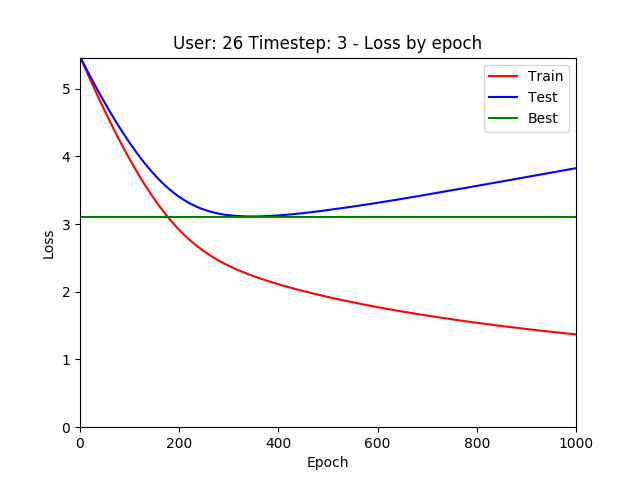 User: 26 Timestep: 3 - Loss by epoch
Train
Test
Best
5
4
3
2
1
0
Loss
0 200 400 600 800 1000
Epoch